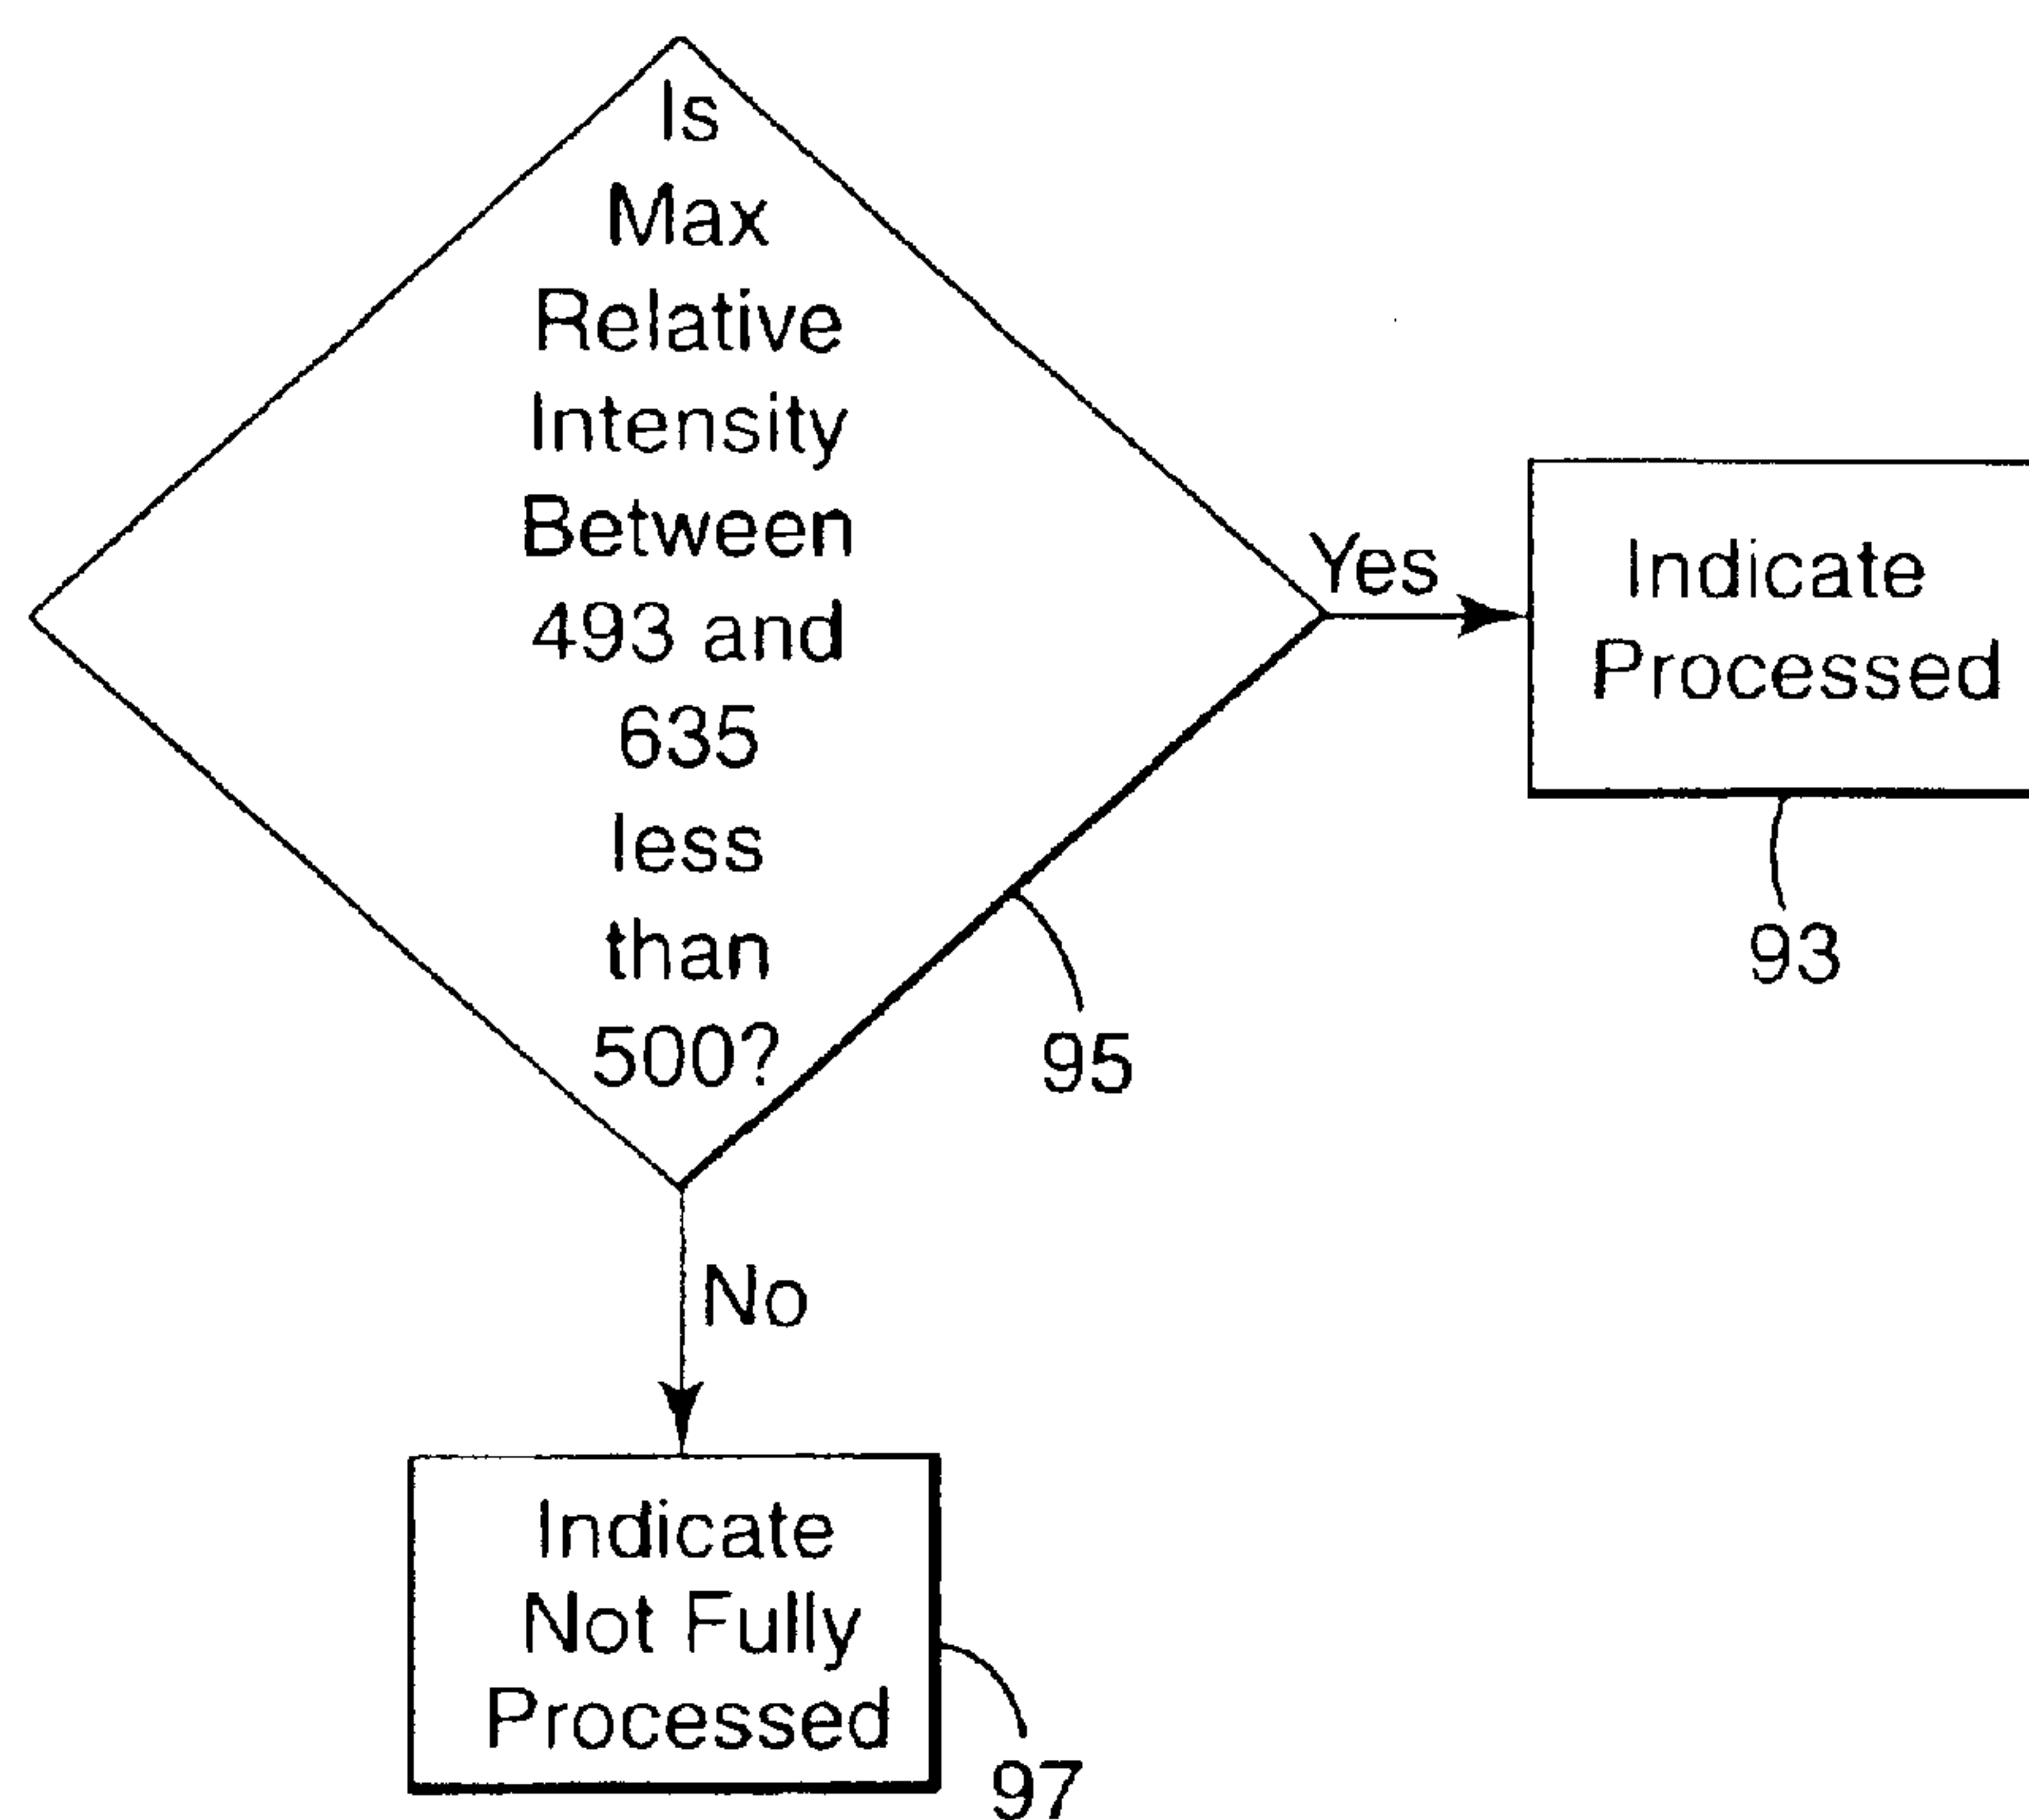 Is
Max
Relative
Intensity
Between
493 and
635
less
than
500?
Yes
Indicate
Processed
93
95
No
Indicate
Not Fully
Processed
97